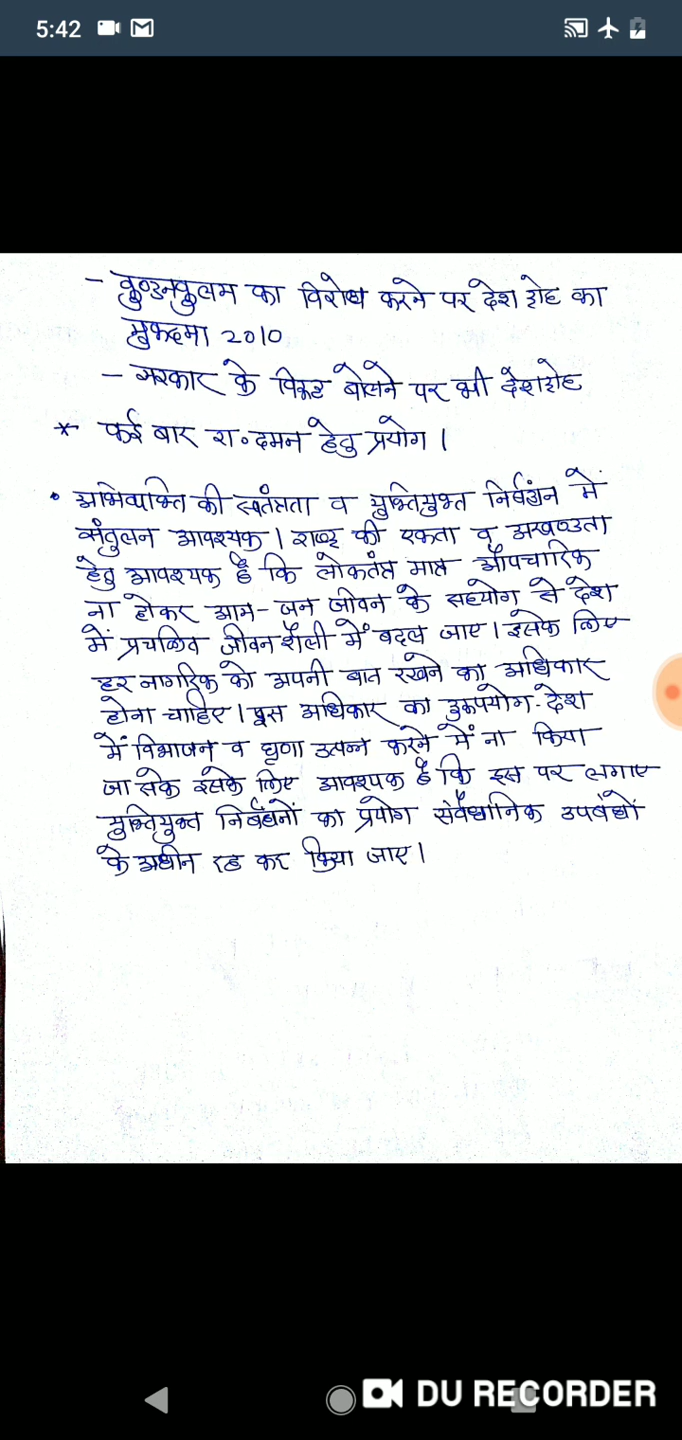 5:42
- कुण्डनकुलम का विरोध करने पर देश द्रोह का
मुकदमा 2010
- सरकार के विरुद्ध बोलने पर भी देशद्रोह
* कई बार रा॰ दमन हेतु प्रयोग ।
• अभिव्यक्ति की स्वतंत्रता व युक्तियुक्त निर्बंधन में
संतुलन आवश्यक । राष्ट्र की एकता व अखण्डता
हेतु आवश्यक है कि लोकतंत्र मात्र औपचारिक
ना होकर आम-जन जीवन के सहयोग से देश
में प्रचलित जीवन शैली में बदल जाए । इसके लिए
हर नागरिक को अपनी बात रखने का अधिकार
होना चाहिए । इस अधिकार का दुरूपयोग देश
में विभाजन व घृणा उत्पन्न करने में ना किया
जा सके इसके लिए आवश्यक है कि इस पर लगाए
युक्तियुक्त निर्बंधनों का प्रयोग संवैधानिक उपबंधों
के अधीन रह कर किया जाए ।
DU RECORDER